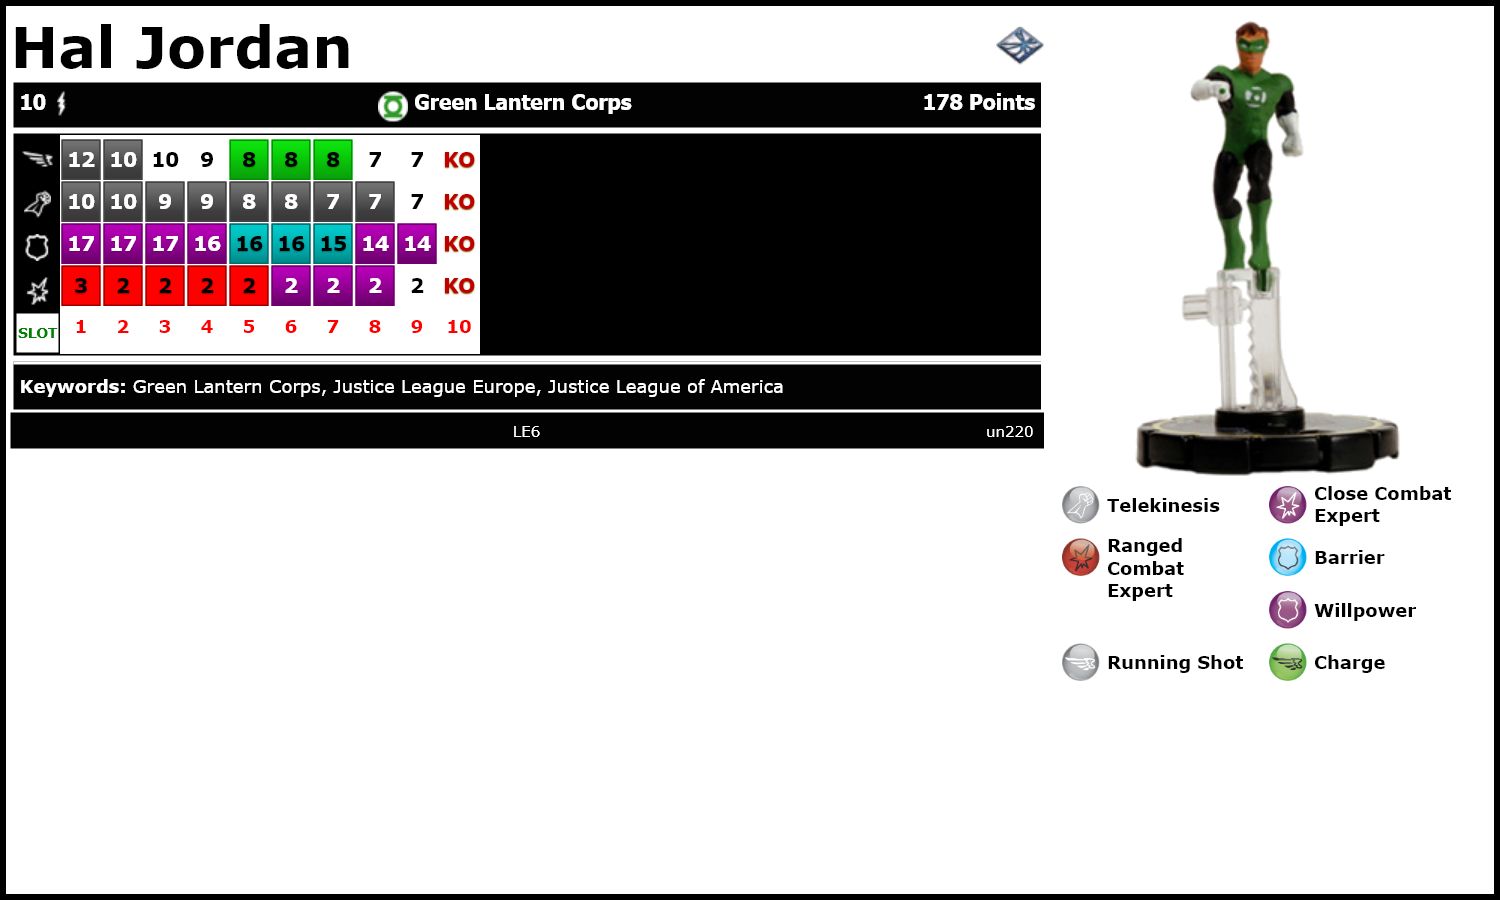 Hal Jordan
10 Green Lantern Corps 178 Points
12 10 10 9 8 8 8 7 7 KO
10 10 9 9 8 8 7 7 7 KO
17 17 17 16 16 16 15 14 14 KO
3 2 2 2 2 2 2 2 2 KO
SLOT 1 2 3 4 5 6 7 8 9 10
Keywords: Green Lantern Corps, Justice League Europe, Justice League of America
LE6 un220
Telekinesis
Close Combat
Expert
Ranged
Combat
Expert
Barrier
Willpower
Running Shot
Charge